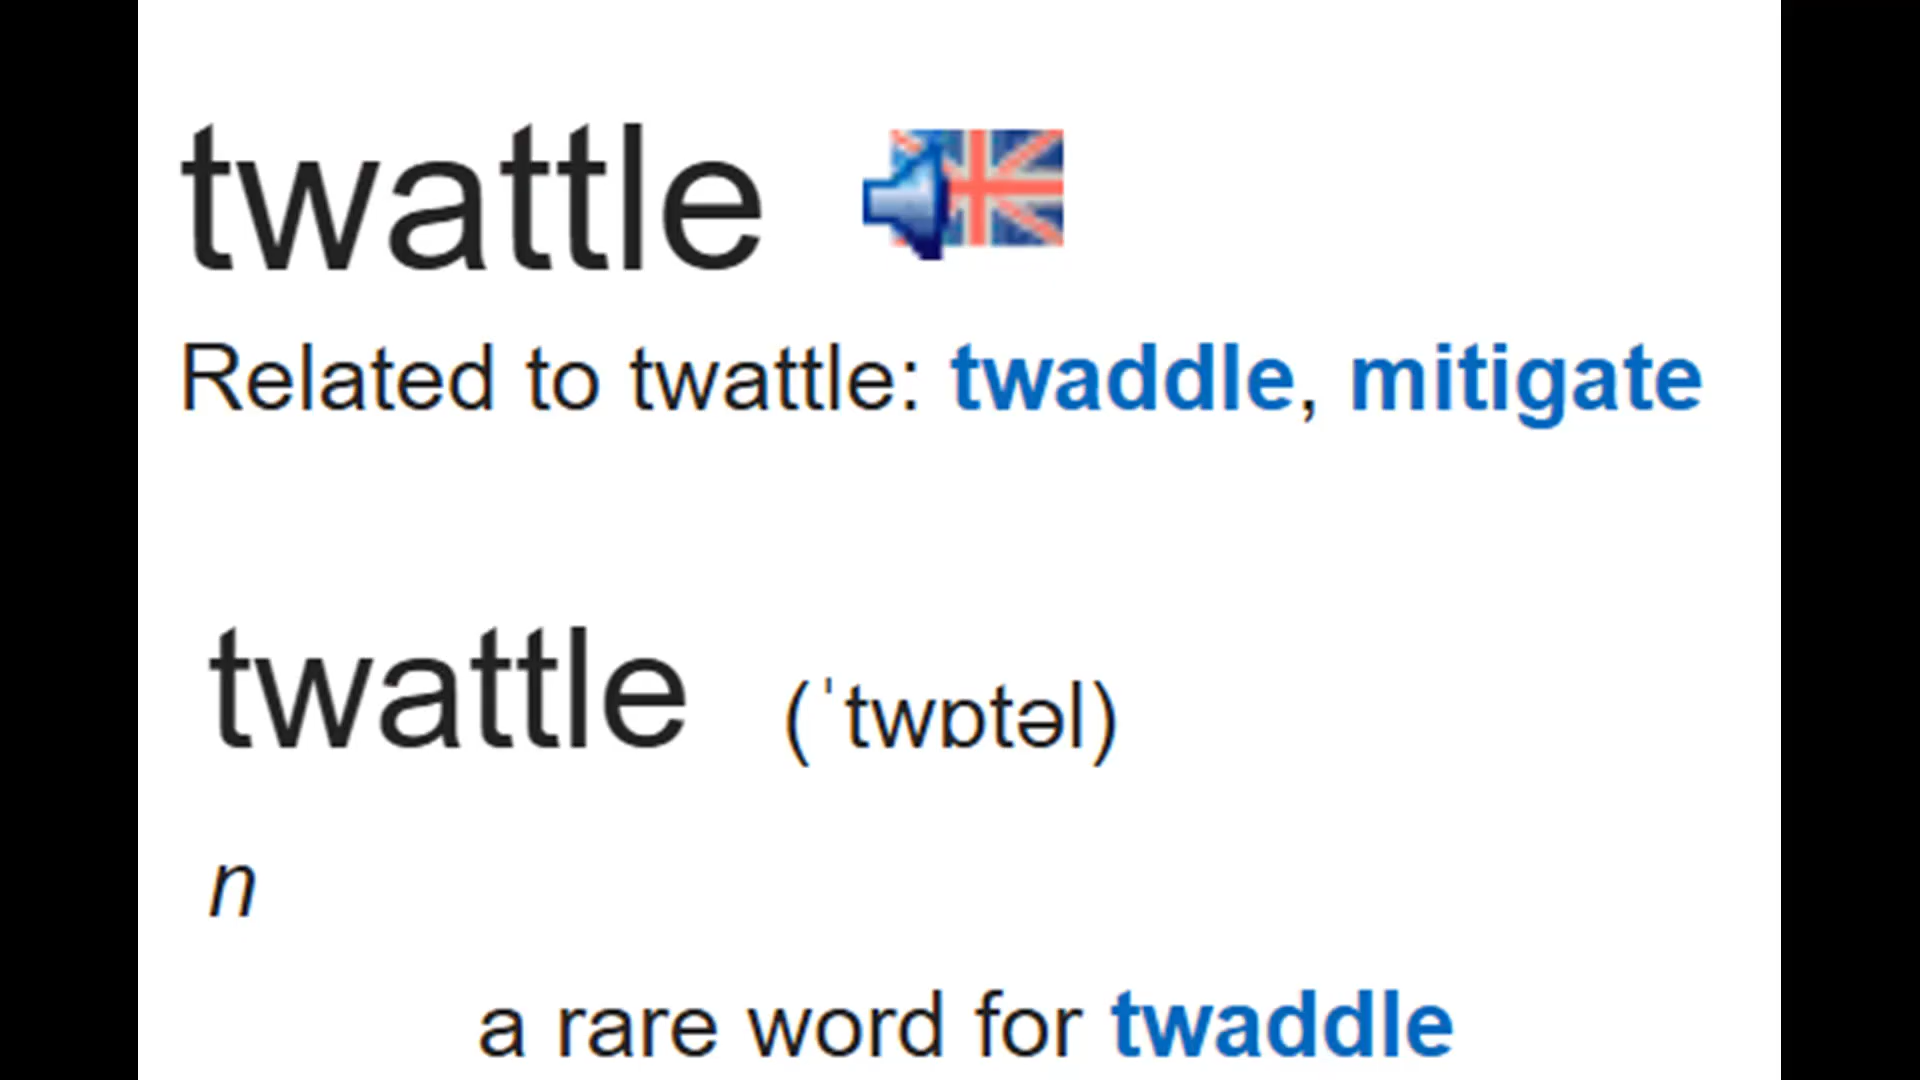 twattle
Related to twattle: twaddle, mitigate
twattle (ˈtwɒtəl)
n
a rare word for twaddle